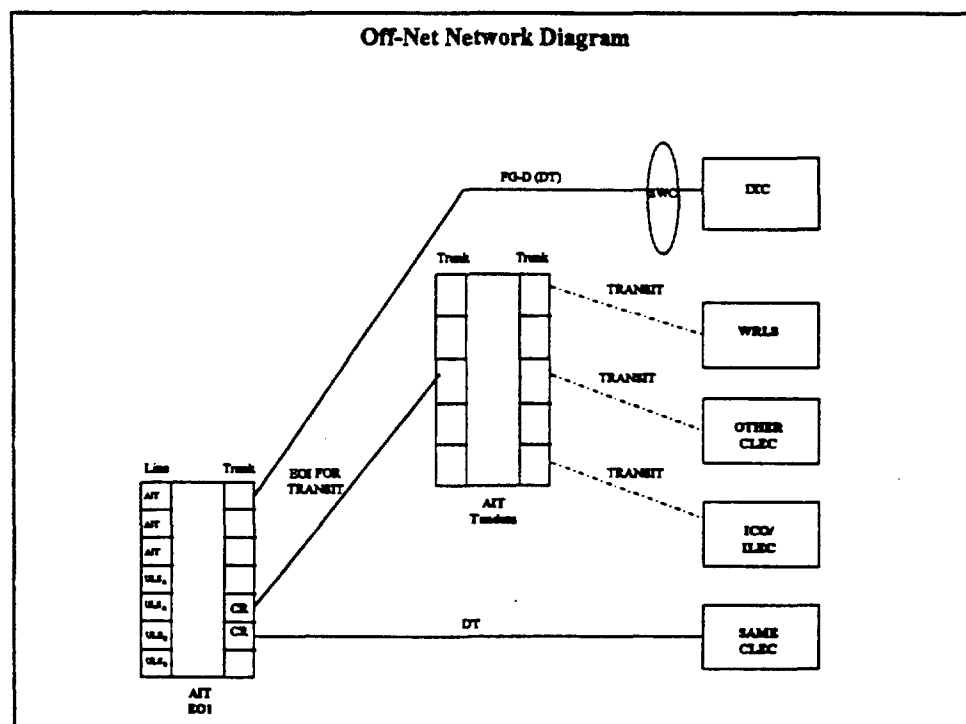 Off-Net Network Diagram
FG-D (DT)
IXC
Trunk Trunk
TRANSIT
WRLS
TRANSIT
OTHER
CLEC
Line Trunk
EOI FOR
TRANSIT
TRANSIT
AIT
Tandem
ICO/
ILEC
AIT
AIT
AIT
CR
CR
DT
SAME
CLEC
AIT
EO1